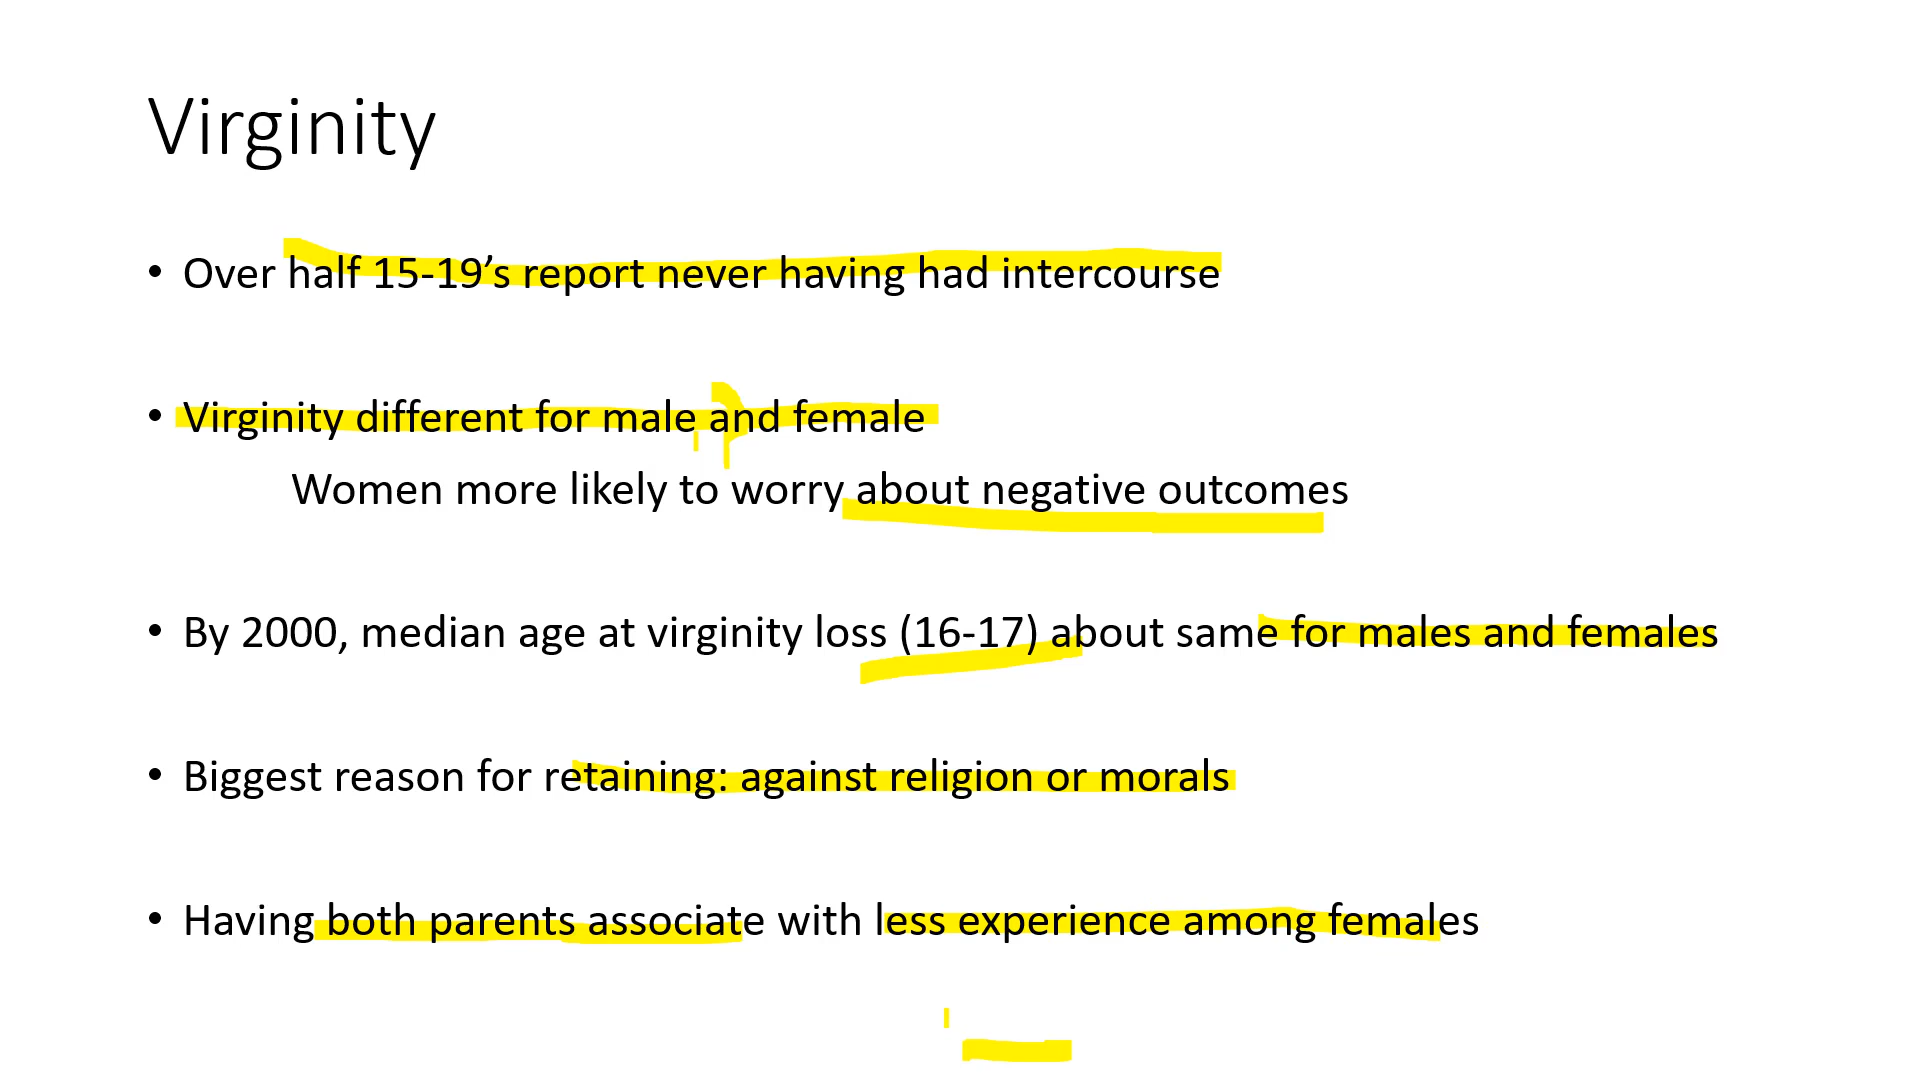 Virginity
• Over half 15-19’s report never having had intercourse
• Virginity different for male and female
Women more likely to worry about negative outcomes
• By 2000, median age at virginity loss (16-17) about same for males and females
• Biggest reason for retaining: against religion or morals
• Having both parents associate with less experience among females